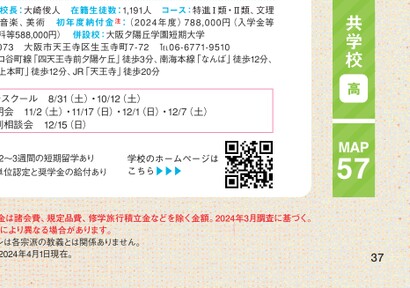 校長：大崎俊人　在籍生徒数：1,191人　コース：特進Ⅰ類・Ⅱ類、文理
音楽、美術　初年度納付金注：（2024年度）788,000円（入学金等
料等588,000円）　併設校：大阪夕陽丘学園短期大学
073　大阪市天王寺区生玉寺町7-72　℡06-6771-9510
口谷町線「四天王寺前夕陽ケ丘」徒歩3分、南海本線「なんば」徒歩12分、
上本町」徒歩12分、JR「天王寺」徒歩20分
スクール　8/31（土）・10/12（土）
明会　11/2（土）・11/17（日）・12/1（日）・12/7（土）
別相談会　12/15（日）
2～3週間の短期留学あり
単位認定と奨学金の給付あり
学校のホームページは
こちら▶▶▶
共学校
高
MAP
57
金は諸会費、規定品費、修学旅行積立金などを除く金額。2024年3月調査に基づく。
により異なる場合があります。
ンは各宗派の教義とは関係ありません。
2024年4月1日現在。
37